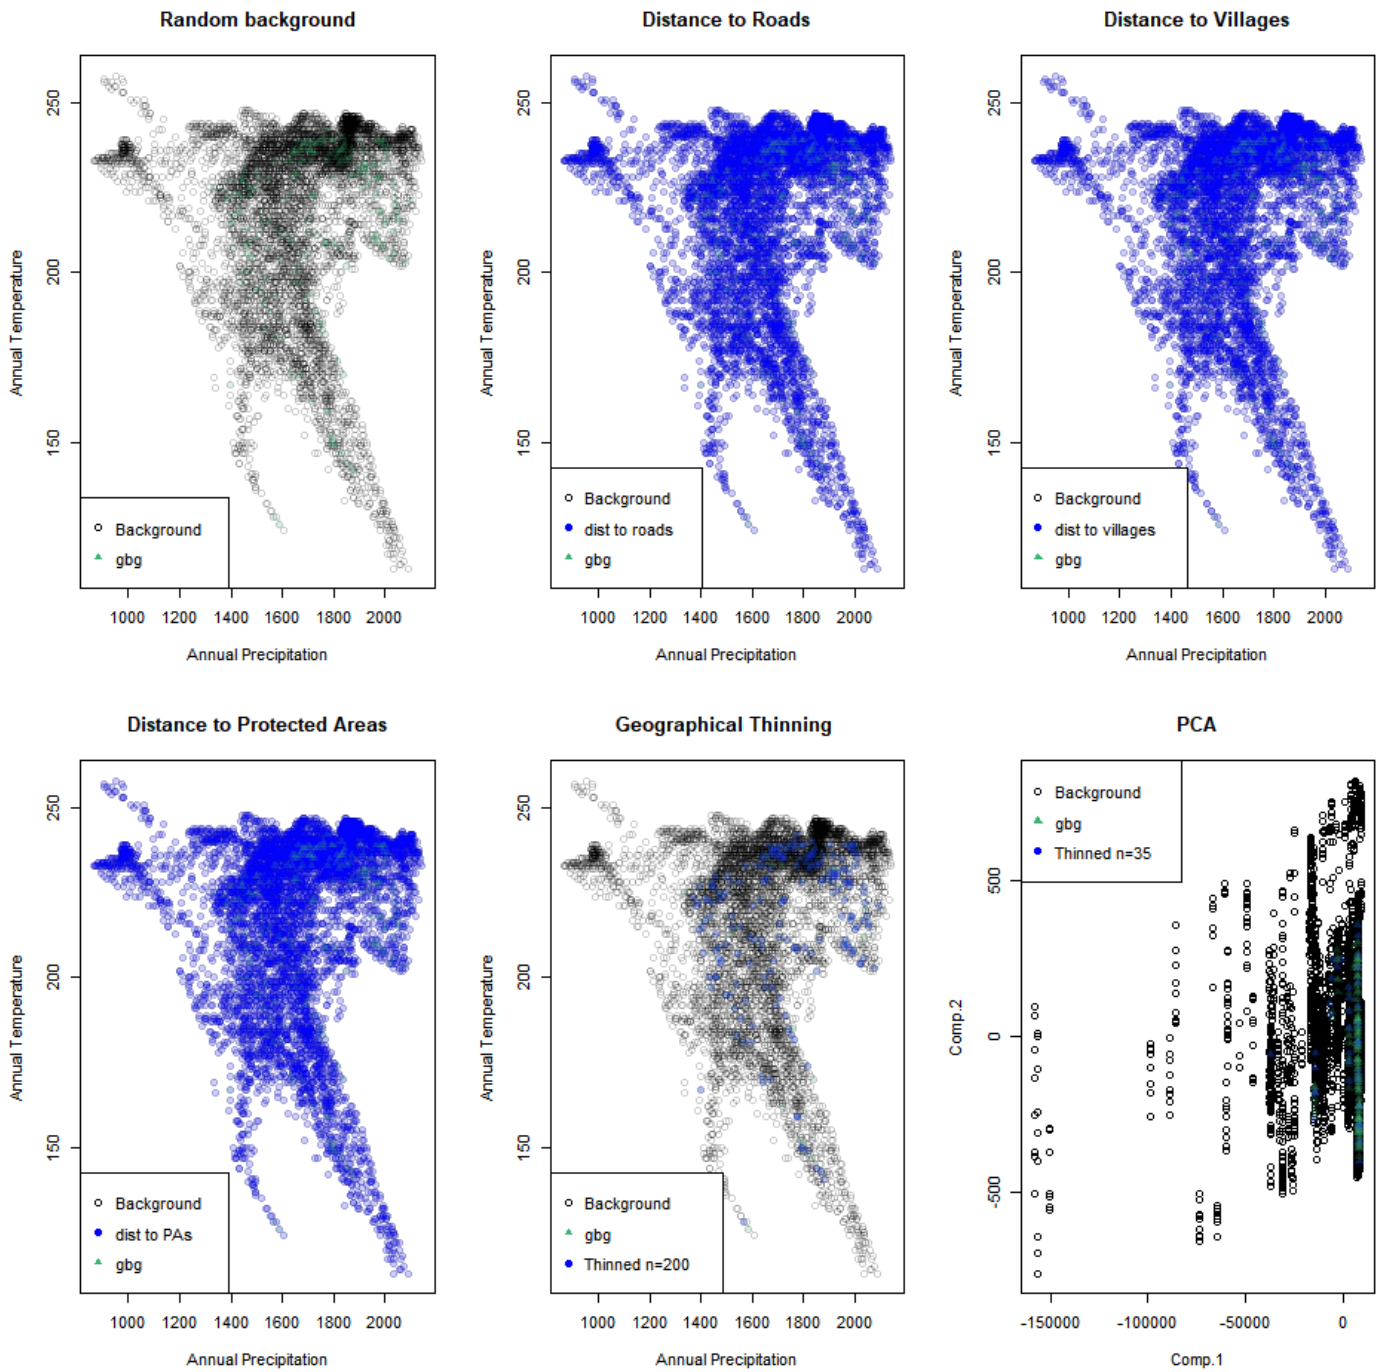 Random background
250
200
150
Annual Temperature
Background
gbg
1000 1200 1400 1600 1800 2000
Annual Precipitation
Distance to Roads
250
200
150
Annual Temperature
Background
dist to roads
gbg
1000 1200 1400 1600 1800 2000
Annual Precipitation
Distance to Villages
250
200
150
Annual Temperature
Background
dist to villages
gbg
1000 1200 1400 1600 1800 2000
Annual Precipitation
Distance to Protected Areas
250
200
150
Annual Temperature
Background
dist to PAs
gbg
1000 1200 1400 1600 1800 2000
Annual Precipitation
Geographical Thinning
250
200
150
Annual Temperature
Background
gbg
Thinned n=200
1000 1200 1400 1600 1800 2000
Annual Precipitation
PCA
Background
gbg
Thinned n=35
500
0
-500
Comp.2
-150000 -100000 -50000 0
Comp.1